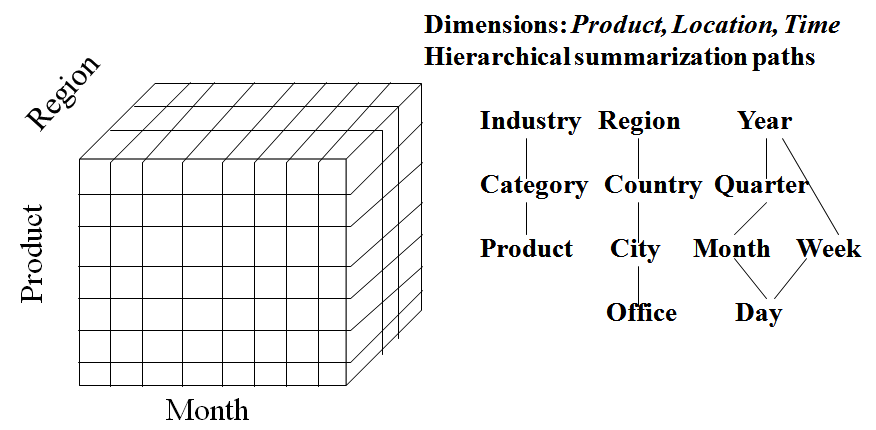 Dimensions: Product, Location, Time
Hierarchical summarization paths
Region
Product
Month
Industry Region Year
Category Country Quarter
Product City Month Week
Office Day